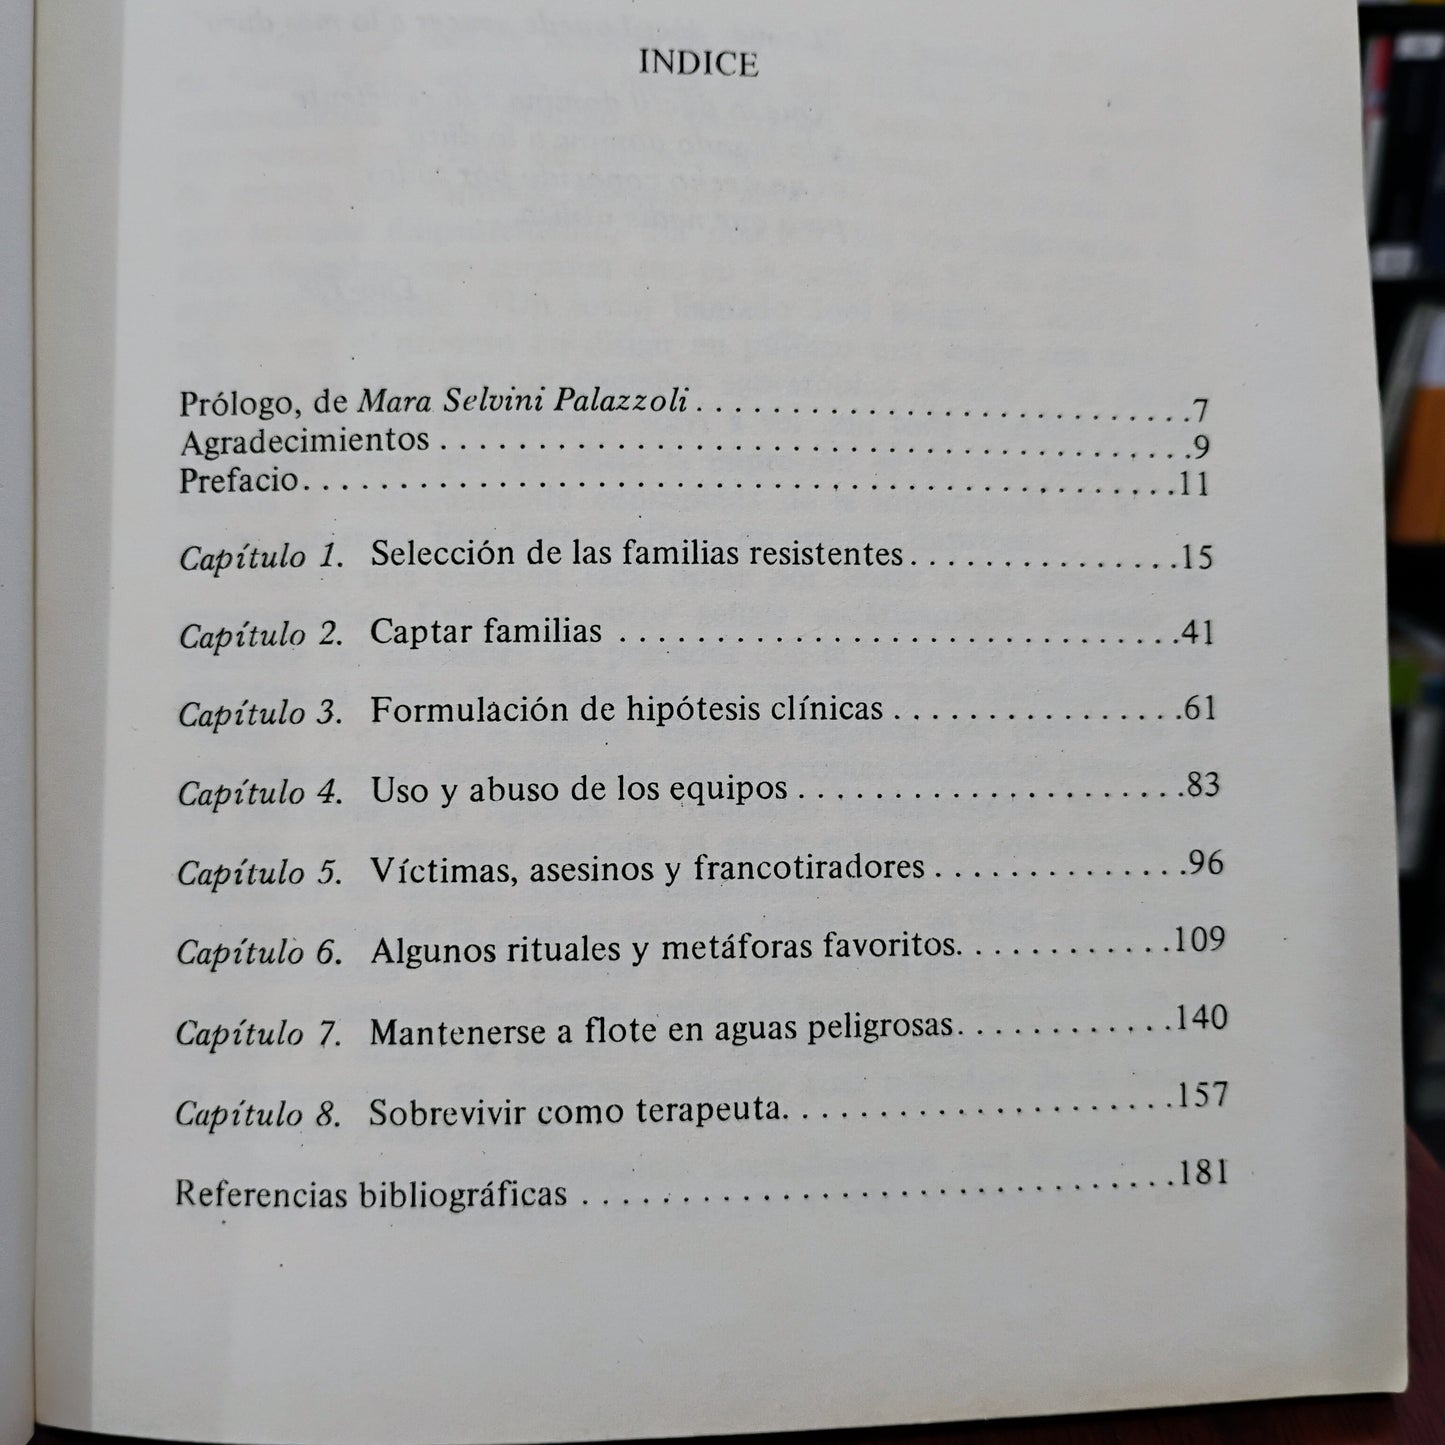 INDICE
Prólogo, de Mara Selvini Palazzoli . . . . . . . . . . . . . . . . . . . . . . . . . . .7
Agradecimientos . . . . . . . . . . . . . . . . . . . . . . . . . . . . . . . . . . . . . . .9
Prefacio. . . . . . . . . . . . . . . . . . . . . . . . . . . . . . . . . . . . . . . . . . . . .11
Capítulo 1. Selección de las familias resistentes. . . . . . . . . . . . . . .15
Capítulo 2. Captar familias . . . . . . . . . . . . . . . . . . . . . . . . . . . . .41
Capítulo 3. Formulación de hipótesis clínicas . . . . . . . . . . . . . . . .61
Capítulo 4. Uso y abuso de los equipos . . . . . . . . . . . . . . . . . . . . .83
Capítulo 5. Víctimas, asesinos y francotiradores . . . . . . . . . . . . . .96
Capítulo 6. Algunos rituales y metáforas favoritos. . . . . . . . . . . .109
Capítulo 7. Mantenerse a flote en aguas peligrosas. . . . . . . . . . . .140
Capítulo 8. Sobrevivir como terapeuta. . . . . . . . . . . . . . . . . . . . .157
Referencias bibliográficas . . . . . . . . . . . . . . . . . . . . . . . . . . . . . .181